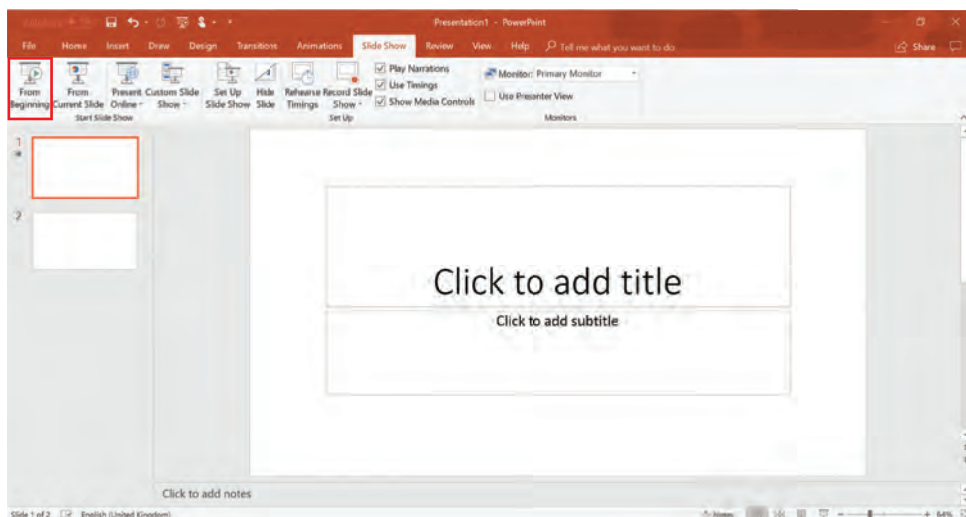 Presentation1 - PowerPoint
File Home Insert Draw Design Transitions Animations Slide Show Review View Help Tell me what you want to do Share
From Beginning
From Current Slide
Present Online
Custom Slide Show
Set Up Slide Show
Hide Slide
Rehearse Timings
Record Slide Show
Play Narrations
Use Timings
Show Media Controls
Monitor: Primary Monitor
Use Presenter View
Start Slide Show Set Up Monitors
1
2
Click to add title
Click to add subtitle
Click to add notes
Slide 1 of 2 English (United Kingdom) Notes 64%